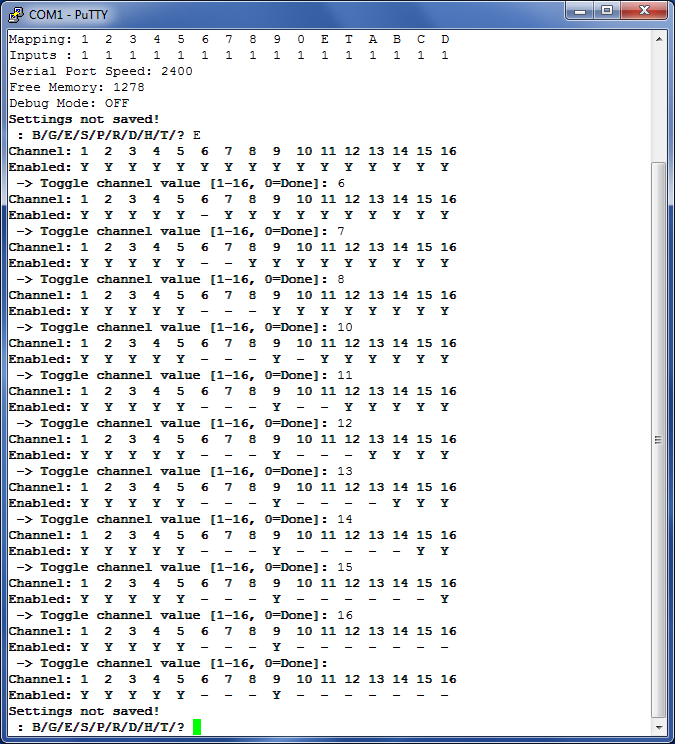 COM1 - PuTTY
Mapping: 1 2 3 4 5 6 7 8 9 0 E T A B C D
Inputs : 1 1 1 1 1 1 1 1 1 1 1 1 1 1 1 1
Serial Port Speed: 2400
Free Memory: 1278
Debug Mode: OFF
Settings not saved!
: B/G/E/S/P/R/D/H/T/? E
Channel: 1 2 3 4 5 6 7 8 9 10 11 12 13 14 15 16
Enabled: Y Y Y Y Y Y Y Y Y Y Y Y Y Y Y Y
-> Toggle channel value [1-16, 0=Done]: 6
Channel: 1 2 3 4 5 6 7 8 9 10 11 12 13 14 15 16
Enabled: Y Y Y Y Y - Y Y Y Y Y Y Y Y Y Y
-> Toggle channel value [1-16, 0=Done]: 7
Channel: 1 2 3 4 5 6 7 8 9 10 11 12 13 14 15 16
Enabled: Y Y Y Y Y - - Y Y Y Y Y Y Y Y Y
-> Toggle channel value [1-16, 0=Done]: 8
Channel: 1 2 3 4 5 6 7 8 9 10 11 12 13 14 15 16
Enabled: Y Y Y Y Y - - - Y Y Y Y Y Y Y Y
-> Toggle channel value [1-16, 0=Done]: 10
Channel: 1 2 3 4 5 6 7 8 9 10 11 12 13 14 15 16
Enabled: Y Y Y Y Y - - - Y - Y Y Y Y Y Y
-> Toggle channel value [1-16, 0=Done]: 11
Channel: 1 2 3 4 5 6 7 8 9 10 11 12 13 14 15 16
Enabled: Y Y Y Y Y - - - Y - - Y Y Y Y Y
-> Toggle channel value [1-16, 0=Done]: 12
Channel: 1 2 3 4 5 6 7 8 9 10 11 12 13 14 15 16
Enabled: Y Y Y Y Y - - - Y - - - Y Y Y Y
-> Toggle channel value [1-16, 0=Done]: 13
Channel: 1 2 3 4 5 6 7 8 9 10 11 12 13 14 15 16
Enabled: Y Y Y Y Y - - - Y - - - - Y Y Y
-> Toggle channel value [1-16, 0=Done]: 14
Channel: 1 2 3 4 5 6 7 8 9 10 11 12 13 14 15 16
Enabled: Y Y Y Y Y - - - Y - - - - - Y Y
-> Toggle channel value [1-16, 0=Done]: 15
Channel: 1 2 3 4 5 6 7 8 9 10 11 12 13 14 15 16
Enabled: Y Y Y Y Y - - - Y - - - - - - Y
-> Toggle channel value [1-16, 0=Done]: 16
Channel: 1 2 3 4 5 6 7 8 9 10 11 12 13 14 15 16
Enabled: Y Y Y Y Y - - - Y - - - - - - -
-> Toggle channel value [1-16, 0=Done]:
Channel: 1 2 3 4 5 6 7 8 9 10 11 12 13 14 15 16
Enabled: Y Y Y Y Y - - - Y - - - - - - -
Settings not saved!
: B/G/E/S/P/R/D/H/T/?